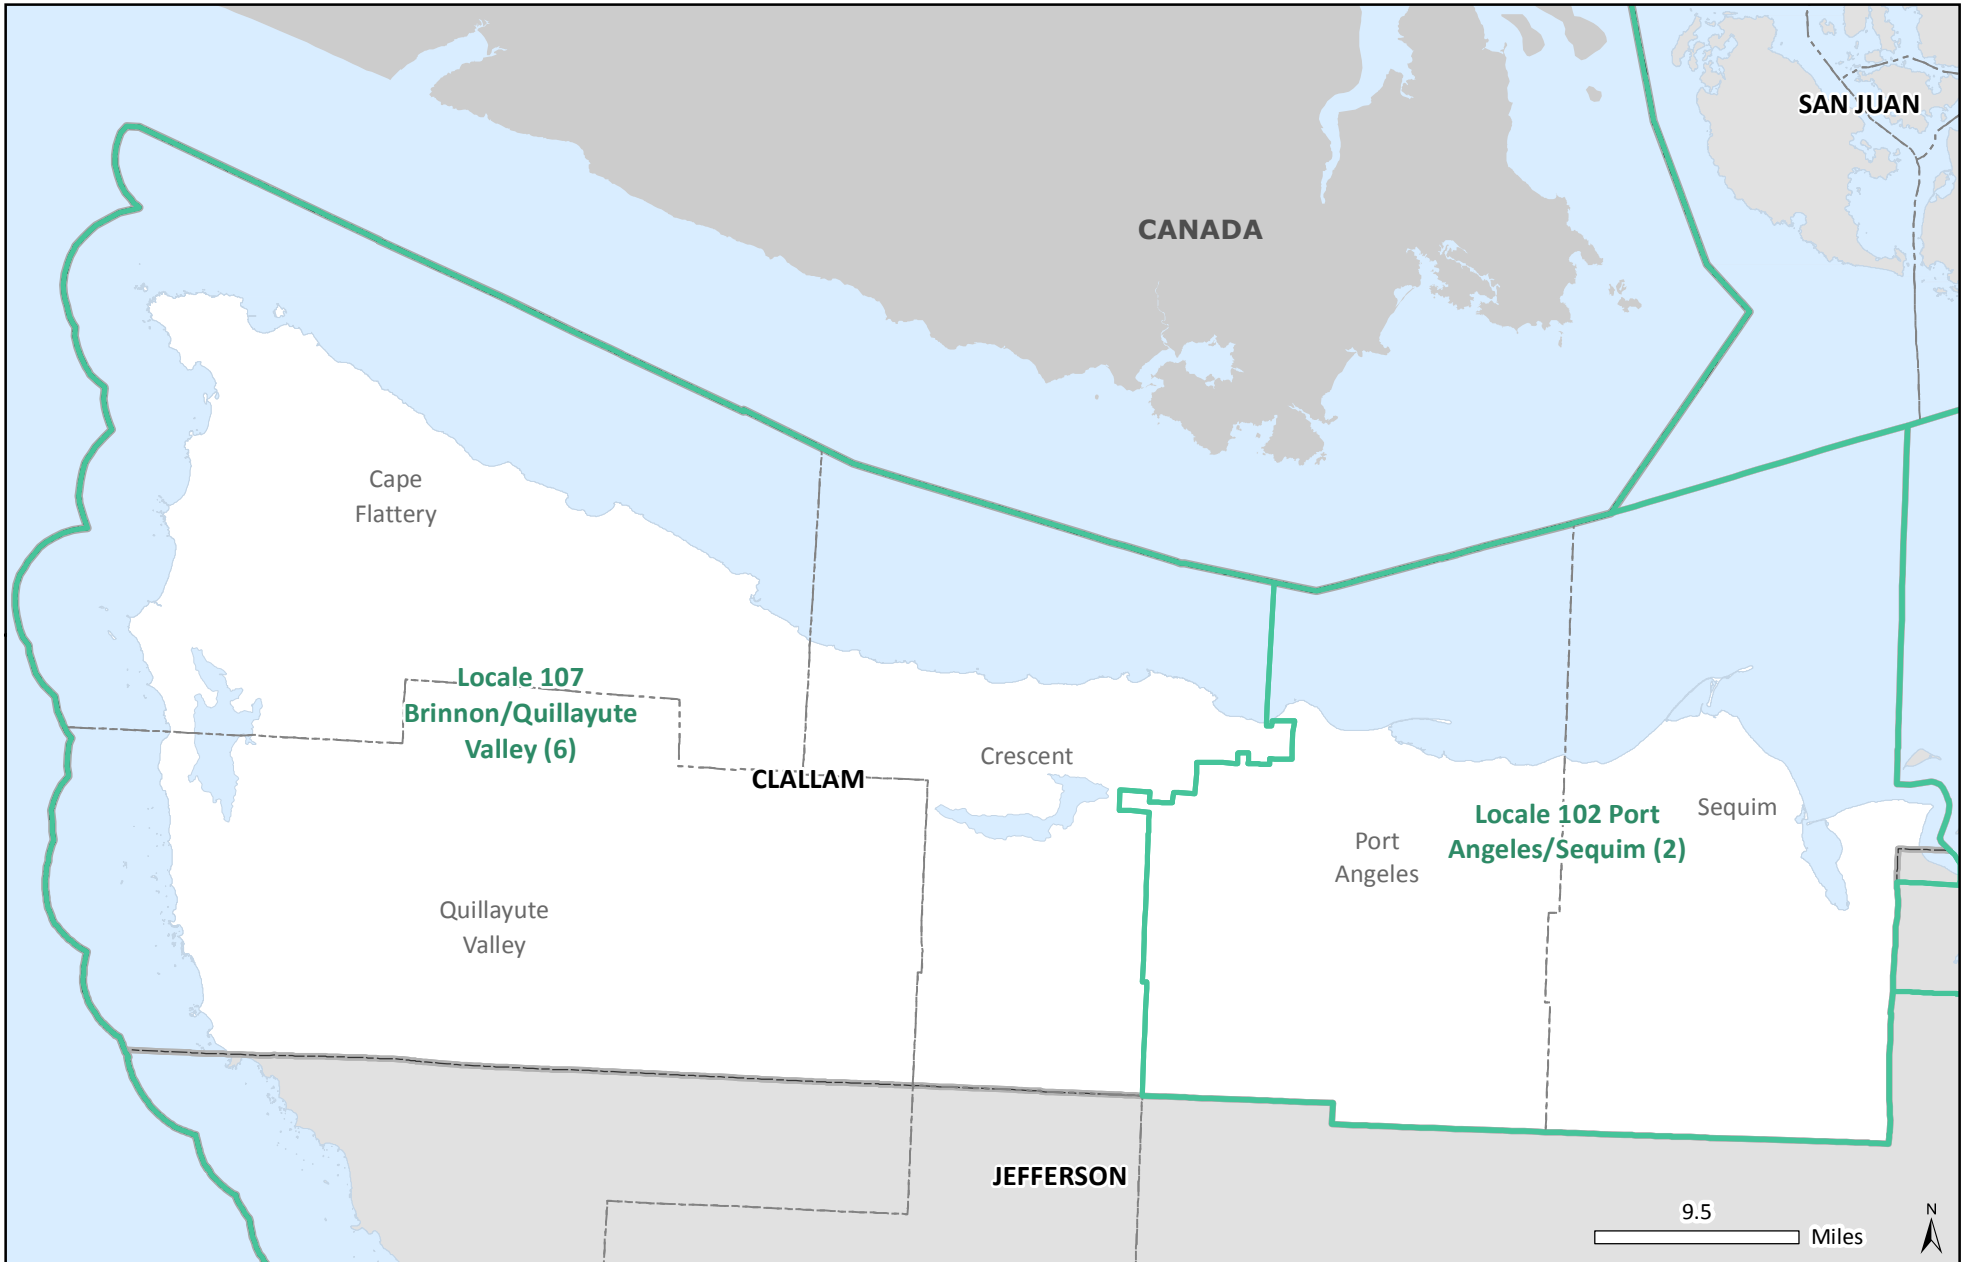 SAN JUAN
CANADA
Cape
Flattery
Locale 107
Brinnon/Quillayute
Valley (6)
CLALLAM
Crescent
Locale 102 Port
Angeles/Sequim (2)
Sequim
Port
Angeles
Quillayute
Valley
JEFFERSON
9.5
Miles
N